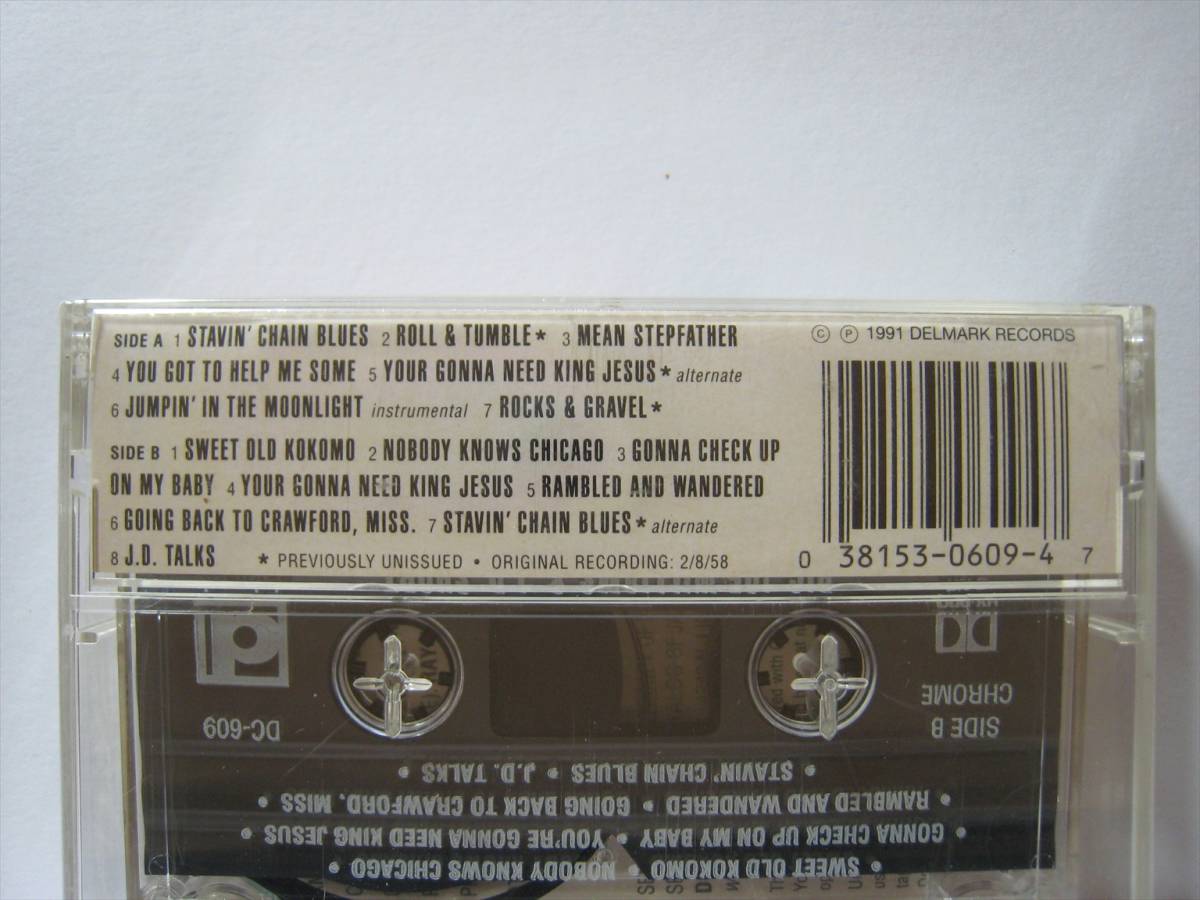 SIDE A 1 STAVIN' CHAIN BLUES 2 ROLL & TUMBLE* 3 MEAN STEPFATHER
4 YOU GOT TO HELP ME SOME 5 YOUR GONNA NEED KING JESUS* alternate
6 JUMPIN' IN THE MOONLIGHT instrumental 7 ROCKS & GRAVEL*
SIDE B 1 SWEET OLD KOKOMO 2 NOBODY KNOWS CHICAGO 3 GONNA CHECK UP
ON MY BABY 4 YOUR GONNA NEED KING JESUS 5 RAMBLED AND WANDERED
6 GOING BACK TO CRAWFORD, MISS. 7 STAVIN' CHAIN BLUES* alternate
8 J.D. TALKS * PREVIOUSLY UNISSUED • ORIGINAL RECORDING: 2/8/58
© ℗ 1991 DELMARK RECORDS
0 38153-0609-4 7
SIDE B
CHROME
DC-609
• SWEET OLD KOKOMO • NOBODY KNOWS CHICAGO •
• GONNA CHECK UP ON MY BABY • YOU'RE GONNA NEED KING JESUS •
• RAMBLED AND WANDERED • GOING BACK TO CRAWFORD, MISS •
• STAVIN' CHAIN BLUES • J.D. TALKS •